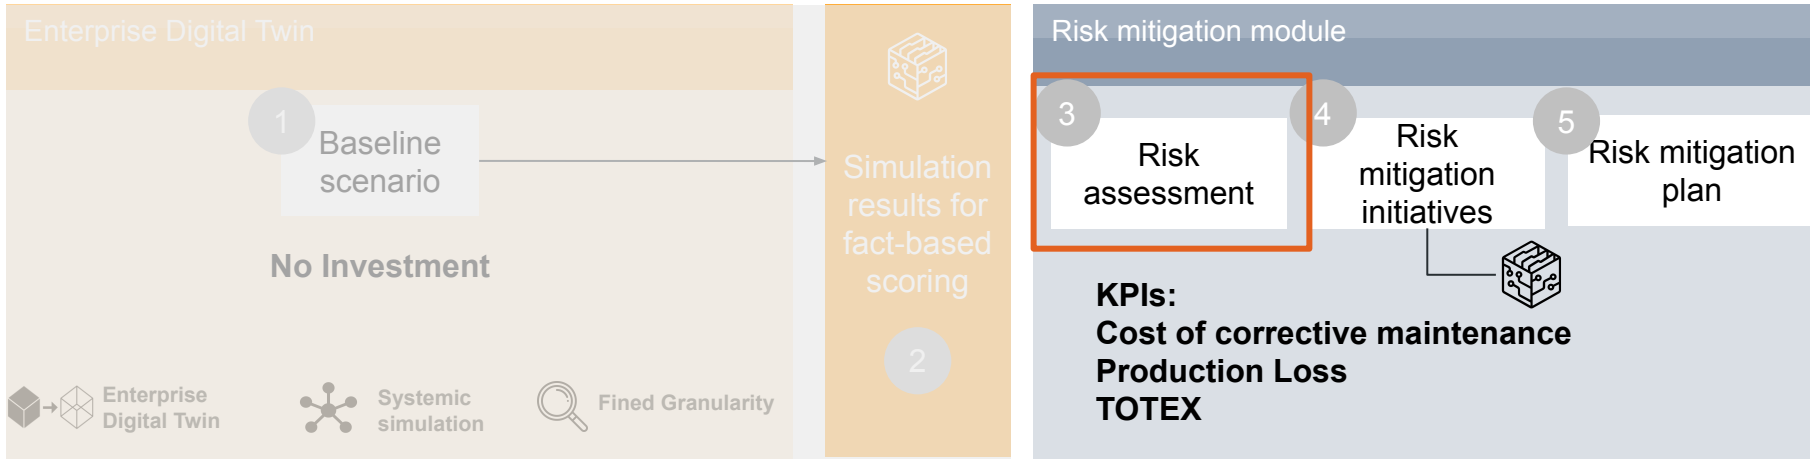 Enterprise Digital Twin
1
Baseline
scenario
No Investment
Enterprise
Digital Twin
Systemic
simulation
Fined Granularity
Simulation
results for
fact-based
scoring
2
Risk mitigation module
3
Risk
assessment
4
Risk
mitigation
initiatives
5
Risk mitigation
plan
KPIs:
Cost of corrective maintenance
Production Loss
TOTEX